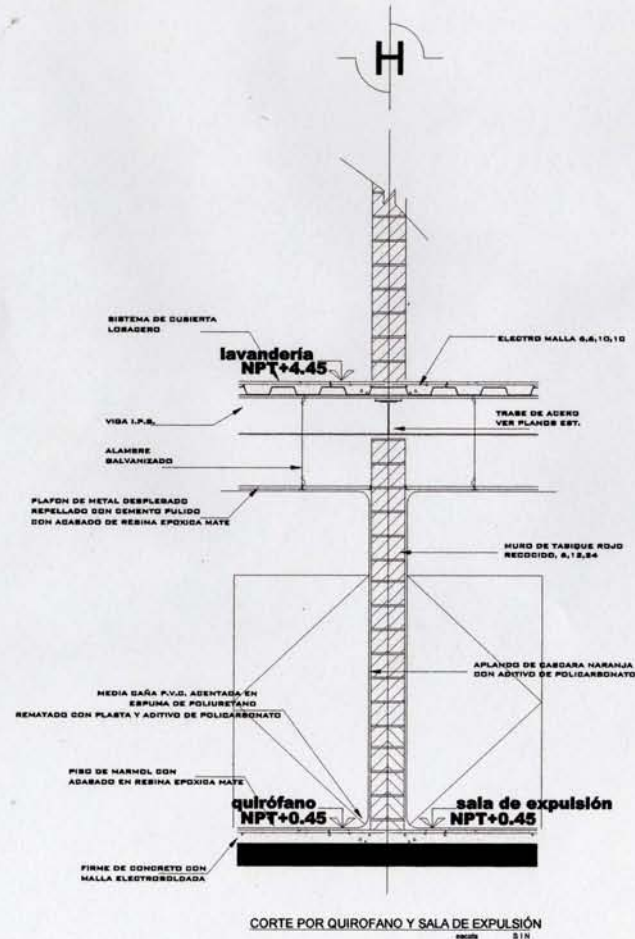 H
SISTEMA DE CUBIERTA
LOSACERO
lavandería
NPT+4.45
ELECTRO MALLA 6,6,10,10
VIGA I.P.S,
TRABE DE ACERO
VER PLANOS EST.
ALAMBRE
GALVANIZADO
PLAFON DE METAL DESPLEGADO
REPELLADO CON CEMENTO PULIDO
CON ACABADO DE RESINA EPOXICA MATE
MURO DE TABIQUE ROJO
RECOCIDO, 6,12,24
APLANDO DE CASCARA NARANJA
CON ADITIVO DE POLICARBONATO
MEDIA CAÑA P.V.C. ACENTADA EN
ESPUMA DE POLIURETANO
REMATADO CON PLASTA Y ADITIVO DE POLICARBONATO
PISO DE MARMOL CON
ACABADO EN RESINA EPOXICA MATE
quirófano
NPT+0.45
sala de expulsión
NPT+0.45
FIRME DE CONCRETO CON
MALLA ELECTROSOLDADA
CORTE POR QUIROFANO Y SALA DE EXPULSIÓN
escala SIN